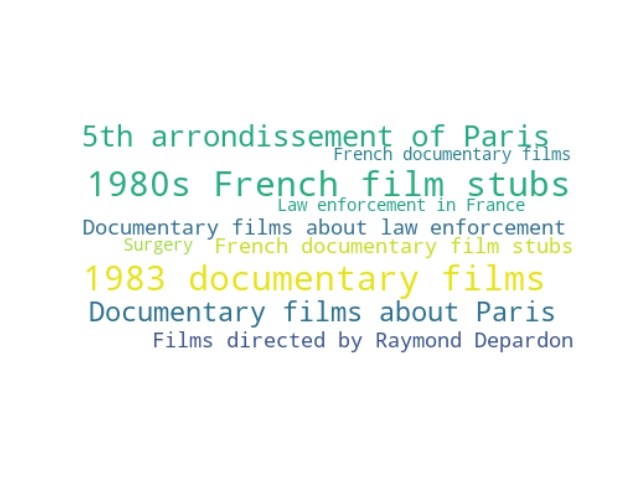 5th arrondissement of Paris
French documentary films
1980s French film stubs
Law enforcement in France
Documentary films about law enforcement
Surgery
French documentary film stubs
1983 documentary films
Documentary films about Paris
Films directed by Raymond Depardon